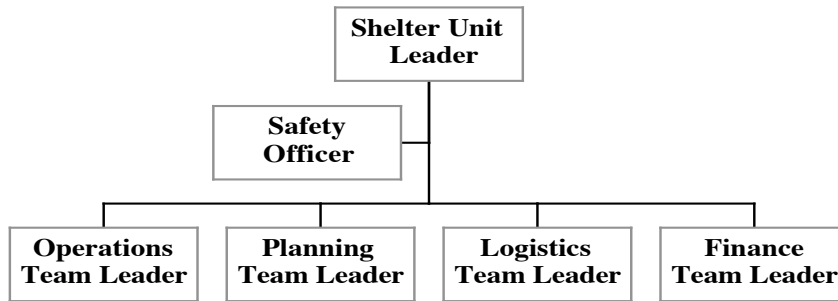 Shelter Unit
Leader
Safety
Officer
Operations
Team Leader
Planning
Team Leader
Logistics
Team Leader
Finance
Team Leader